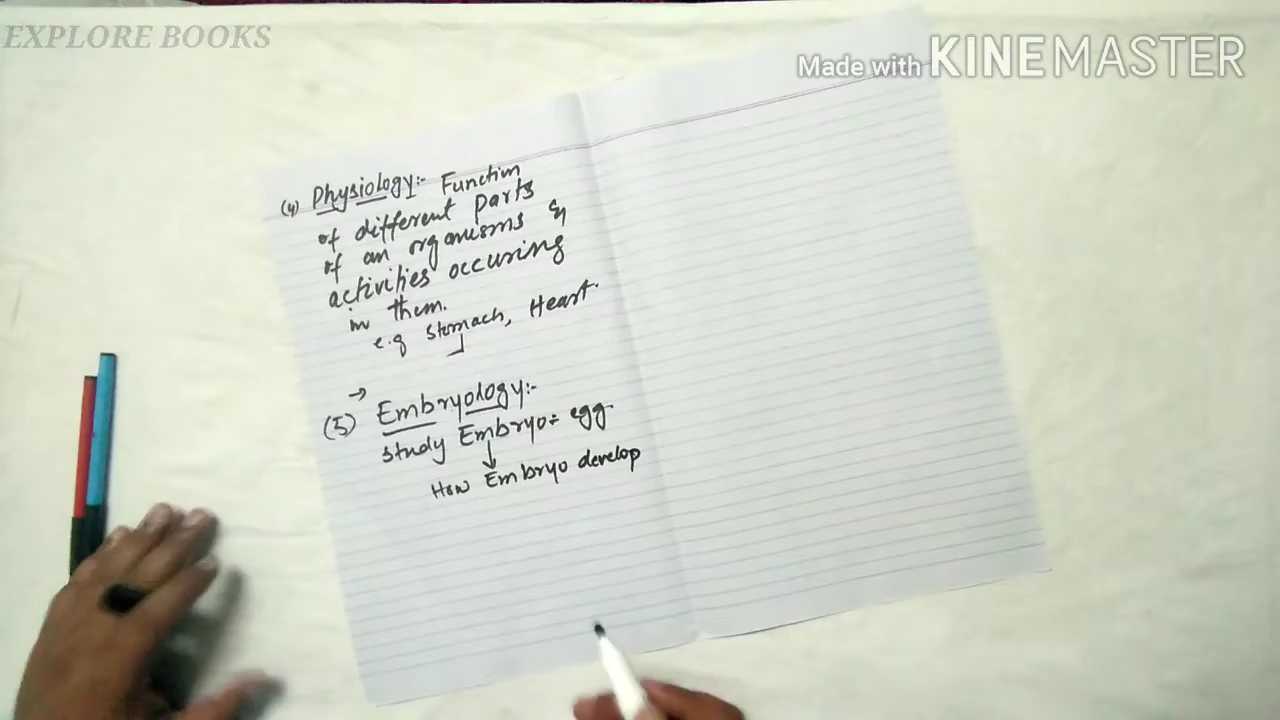 EXPLORE BOOKS
Made with KINEMASTER
(4) Physiology:- Function
of different parts
of an organisms &
activities occuring
in them.
e.g stomach, Heart.
→
(5) Embryology:-
study Embryo÷ egg.
↓
How Embryo develop